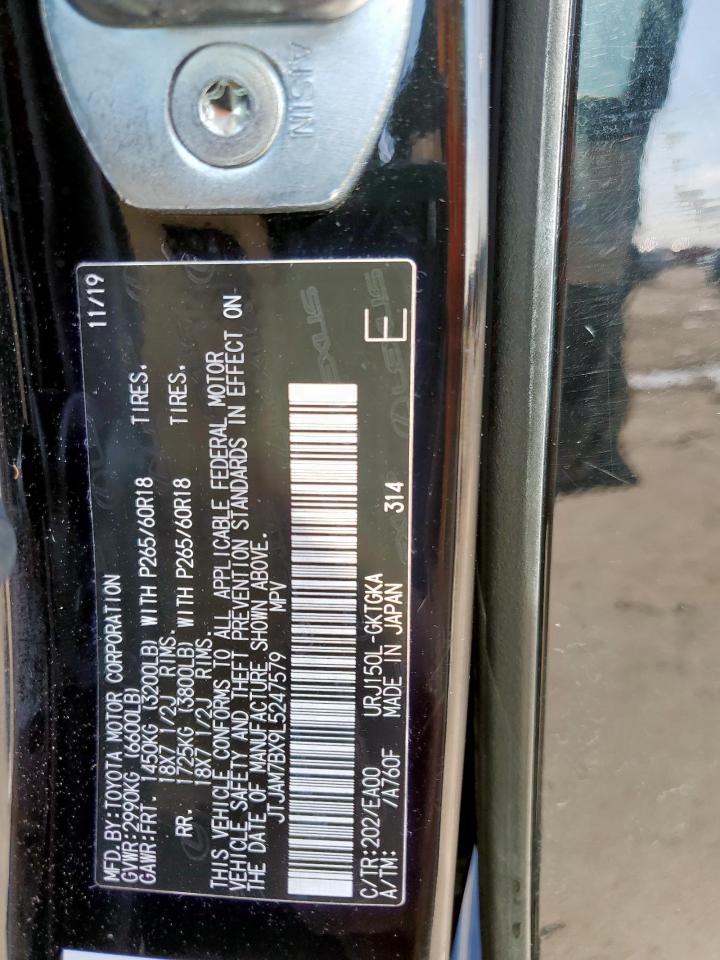 AISIN
MFD.BY:TOYOTA MOTOR CORPORATION 11/19
GVWR:2990KG (6600LB)
GAWR:FRT. 1450KG (3200LB) WITH P265/60R18 TIRES.
18X7 1/2J RIMS.
RR. 1725KG (3800LB) WITH P265/60R18 TIRES.
18X7 1/2J RIMS.
THIS VEHICLE CONFORMS TO ALL APPLICABLE FEDERAL MOTOR
VEHICLE SAFETY AND THEFT PREVENTION STANDARDS IN EFFECT ON
THE DATE OF MANUFACTURE SHOWN ABOVE.
JTJAM7BX9L5247579 MPV
C/TR:202/EA00 URJ150L-GKTGKA E
A/TM: /A760F MADE IN JAPAN 314
LEXUS
LEXUS